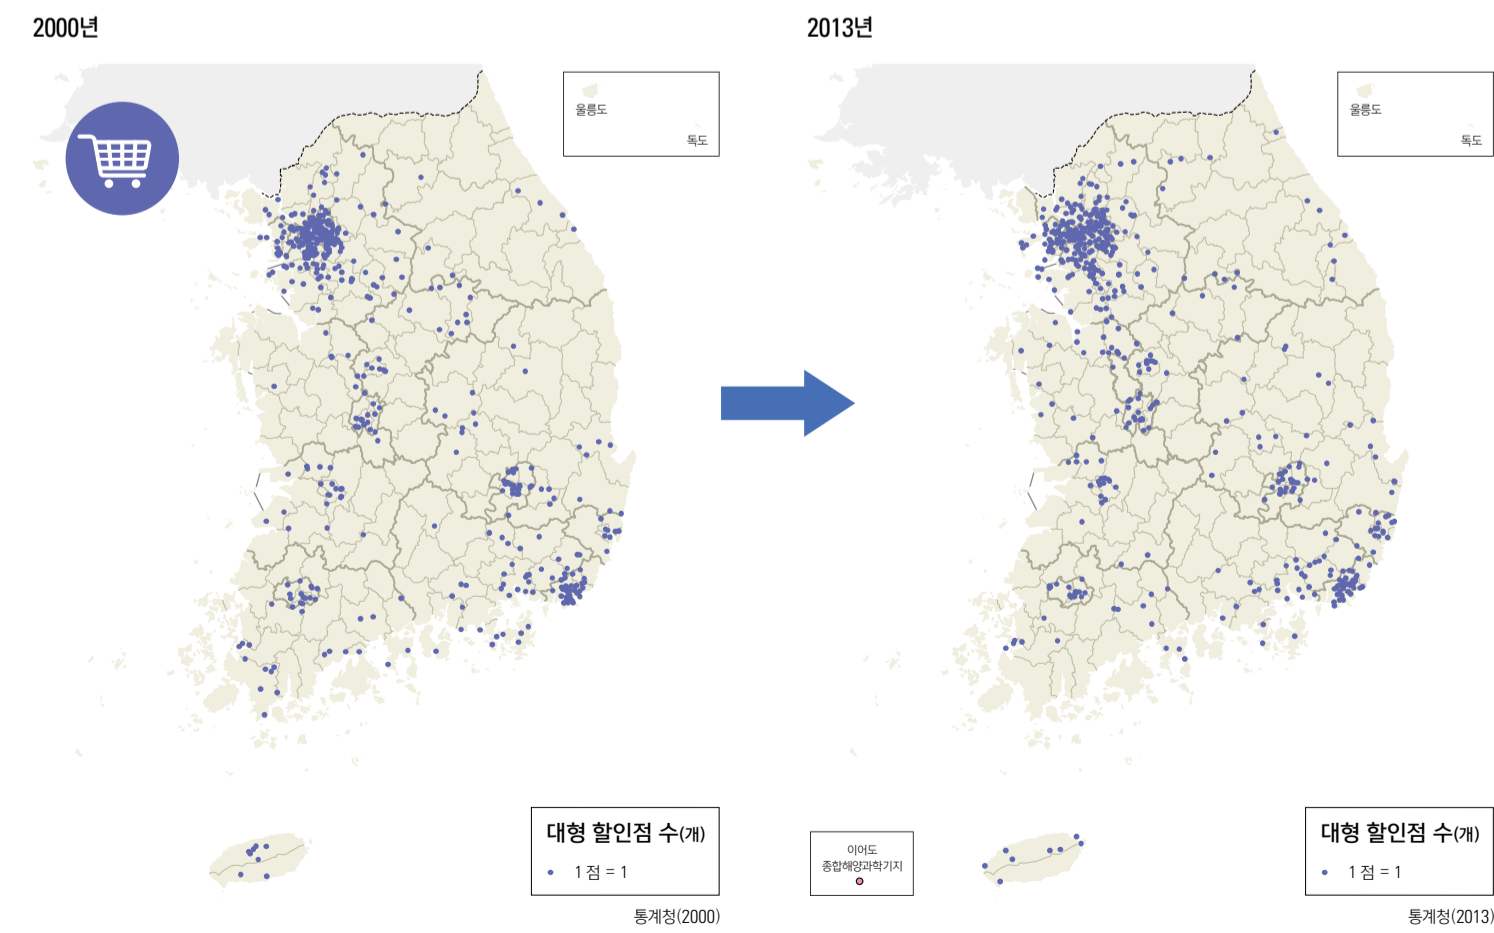 2000년
울릉도
독도
대형 할인점 수(개)
1 점 = 1
통계청(2000)
2013년
울릉도
독도
이어도
종합해양과학기지
대형 할인점 수(개)
1 점 = 1
통계청(2013)